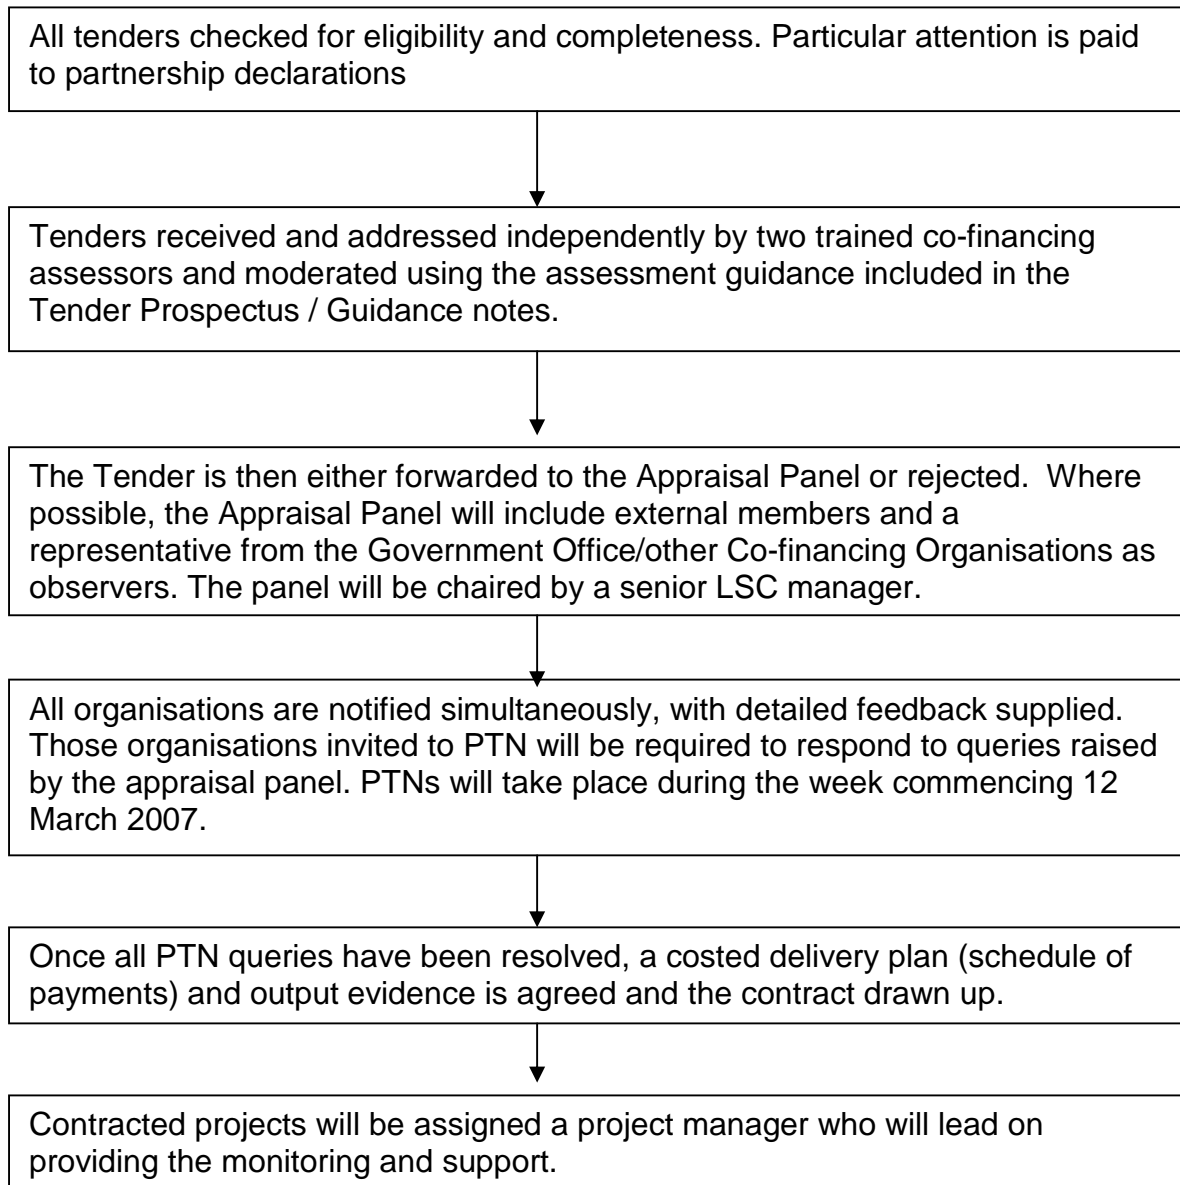 All tenders checked for eligibility and completeness. Particular attention is paid
to partnership declarations
Tenders received and addressed independently by two trained co-financing
assessors and moderated using the assessment guidance included in the
Tender Prospectus / Guidance notes.
The Tender is then either forwarded to the Appraisal Panel or rejected.  Where
possible, the Appraisal Panel will include external members and a
representative from the Government Office/other Co-financing Organisations as
observers. The panel will be chaired by a senior LSC manager.
All organisations are notified simultaneously, with detailed feedback supplied.
Those organisations invited to PTN will be required to respond to queries raised
by the appraisal panel. PTNs will take place during the week commencing 12
March 2007.
Once all PTN queries have been resolved, a costed delivery plan (schedule of
payments) and output evidence is agreed and the contract drawn up.
Contracted projects will be assigned a project manager who will lead on
providing the monitoring and support.